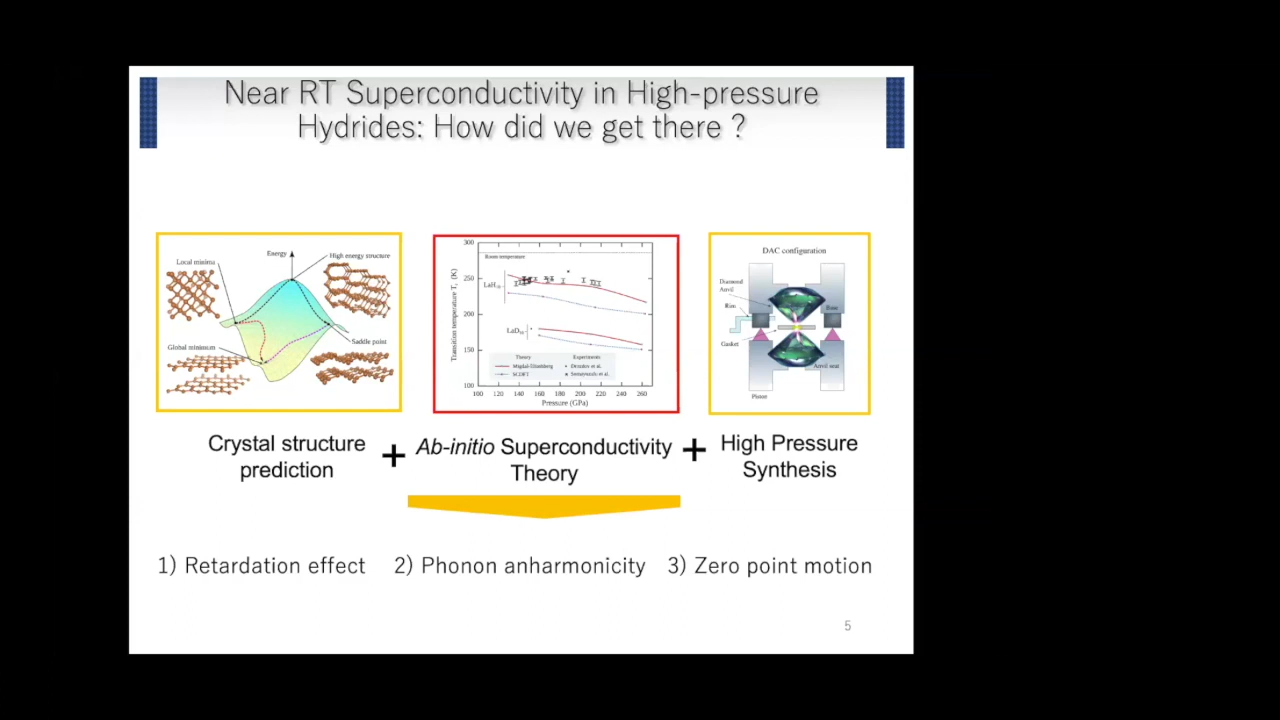 Near RT Superconductivity in High-pressure
Hydrides: How did we get there ?
Energy
High energy structure
Local minima
Global minimum
Saddle point
300
250
200
150
100
Transition temperature Tc (K)
Room temperature
LaH10
LaD10
Theory
Experiments
Migdal-Eliashberg
SCDFT
Drozdov et al.
Somayazulu et al.
100 120 140 160 180 200 220 240 260
Pressure (GPa)
DAC configuration
Diamond
Anvil
Gasket
Anvil seat
Piston
Crystal structure
prediction
+
Ab-initio Superconductivity
Theory
+
High Pressure
Synthesis
1) Retardation effect 2) Phonon anharmonicity 3) Zero point motion
5